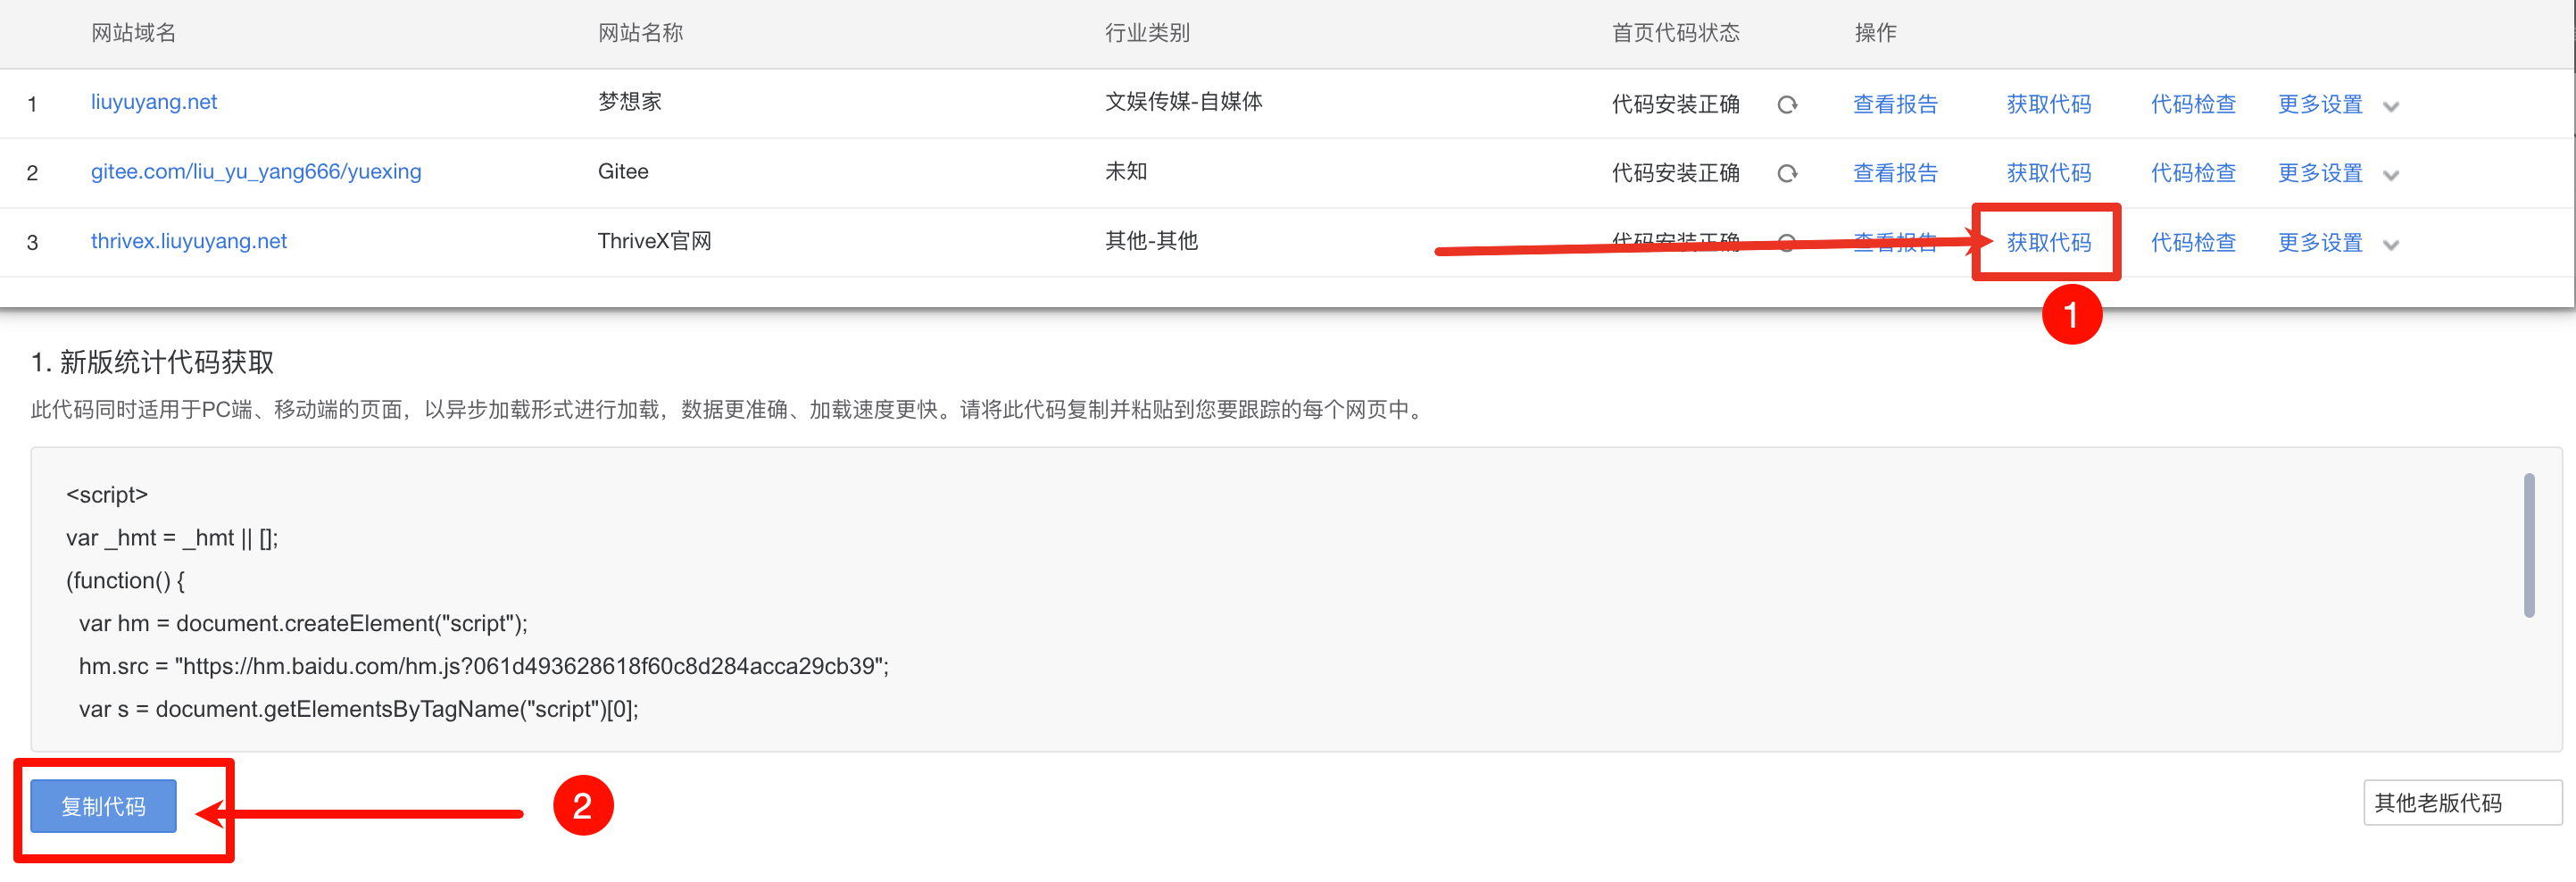 网站域名 网站名称 行业类别 首页代码状态 操作
1 liuyuyang.net 梦想家 文娱传媒-自媒体 代码安装正确 查看报告 获取代码 代码检查 更多设置
2 gitee.com/liu_yu_yang666/yuexing Gitee 未知 代码安装正确 查看报告 获取代码 代码检查 更多设置
3 thrivex.liuyuyang.net ThriveX官网 其他-其他 代码安装正确 查看报告 获取代码 代码检查 更多设置
1
1. 新版统计代码获取
此代码同时适用于PC端、移动端的页面，以异步加载形式进行加载，数据更准确、加载速度更快。请将此代码复制并粘贴到您要跟踪的每个网页中。
<script>
var _hmt = _hmt || [];
(function() {
var hm = document.createElement("script");
hm.src = "https://hm.baidu.com/hm.js?061d493628618f60c8d284acca29cb39";
var s = document.getElementsByTagName("script")[0];
复制代码 2 其他老版代码